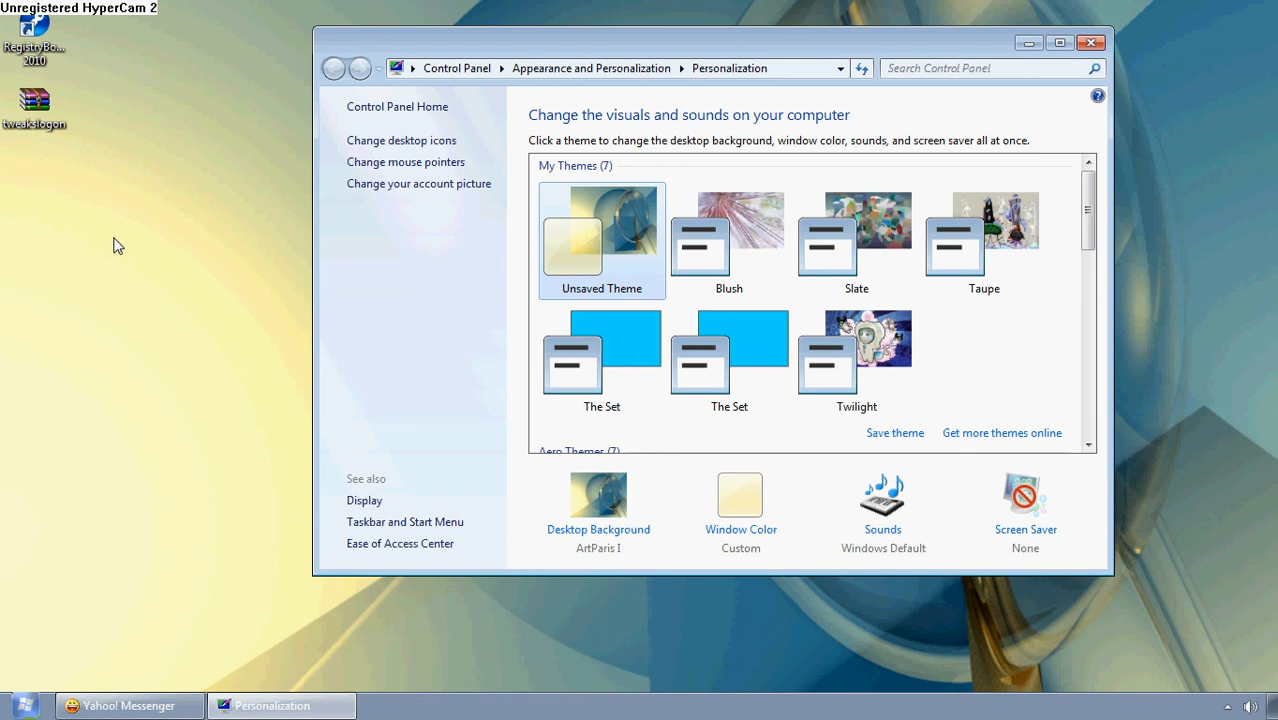 Unregistered HyperCam 2
RegistryBo...
2010
tweakslogon
Control Panel
Appearance and Personalization
Personalization
Search Control Panel
Control Panel Home
Change desktop icons
Change mouse pointers
Change your account picture
See also
Display
Taskbar and Start Menu
Ease of Access Center
Change the visuals and sounds on your computer
Click a theme to change the desktop background, window color, sounds, and screen saver all at once.
My Themes (7)
Unsaved Theme
Blush
Slate
Taupe
The Set
The Set
Twilight
Save theme
Get more themes online
Aero Themes (7)
Desktop Background
ArtParis I
Window Color
Custom
Sounds
Windows Default
Screen Saver
None
Yahoo! Messenger
Personalization